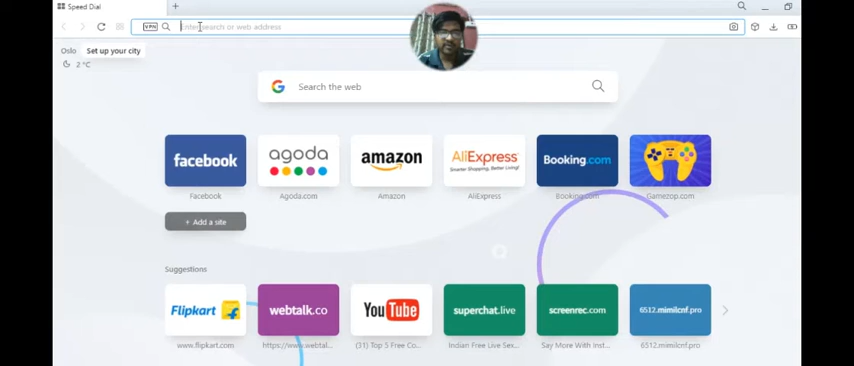 Speed Dial
VPN
Enter search or web address
Oslo
Set up your city
2 °C
Search the web
facebook
agoda
amazon
AliExpress
Smarter Shopping, Better Living!
Booking.com
Facebook
Agoda.com
Amazon
AliExpress
Booking.com
Gamezop.com
+ Add a site
Suggestions
Flipkart
webtalk.co
YouTube
superchat.live
screenrec.com
6512.mimilcnf.pro
www.flipkart.com
https://www.webtal...
(31) Top 5 Free Co...
Indian Free Live Sex...
Say More With Inst...
6512.mimilcnf.pro